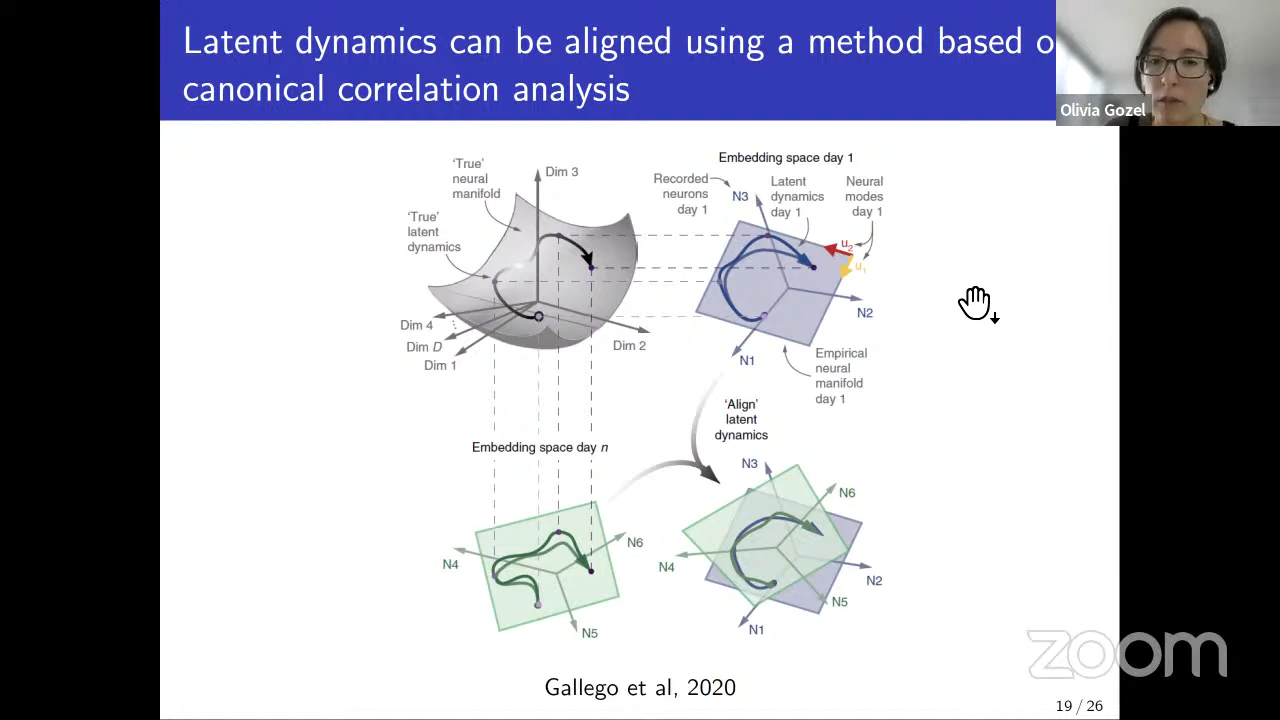 Latent dynamics can be aligned using a method based o
canonical correlation analysis
Olivia Gozel
'True'
neural
manifold
Dim 3
'True'
latent
dynamics
Dim 4
Dim D
Dim 1
Dim 2
Embedding space day 1
Recorded
neurons
day 1
Latent
dynamics
day 1
Neural
modes
day 1
N3
u2
u1
N2
N1
Empirical
neural
manifold
day 1
'Align'
latent
dynamics
Embedding space day n
N4
N6
N5
N3
N6
N4
N2
N5
N1
zoom
Gallego et al, 2020
19 / 26